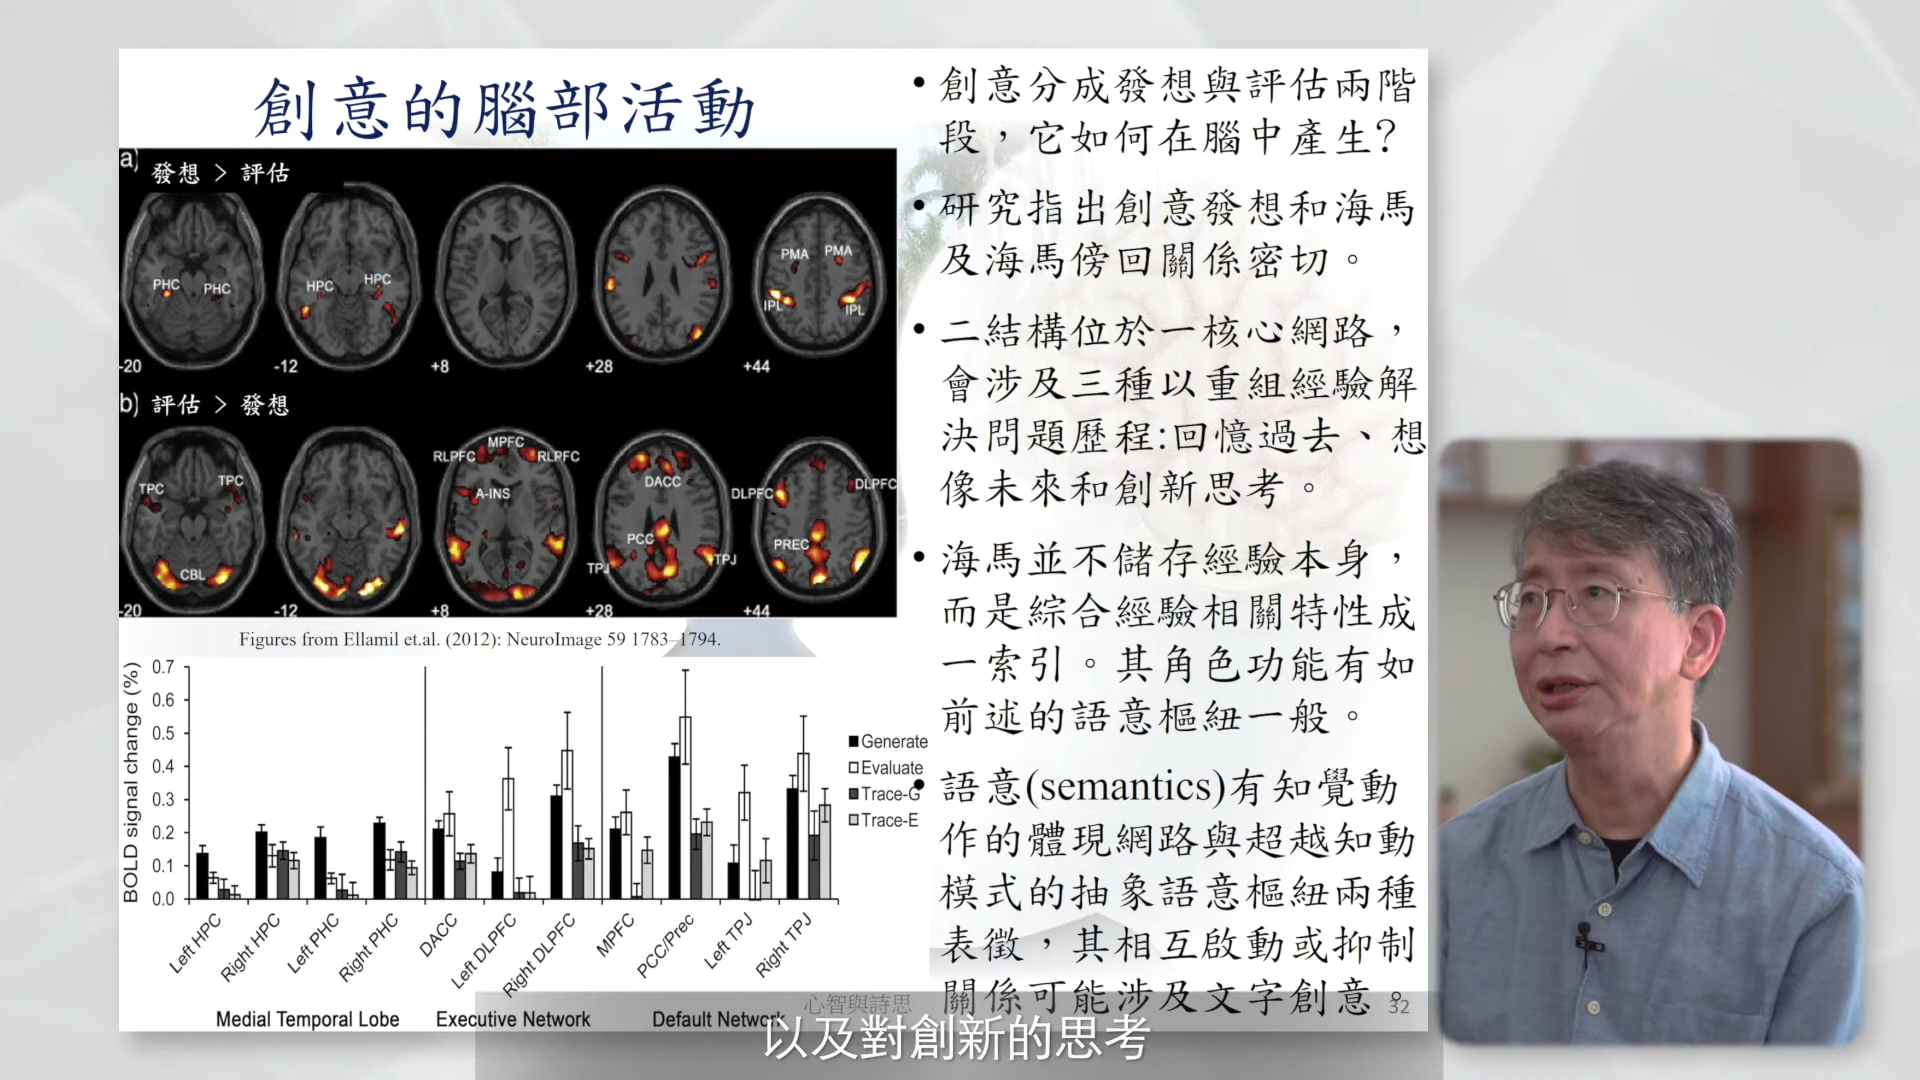 創意的腦部活動
a) 發想 > 評估
PHC PHC HPC HPC PMA PMA IPL IPL
-20 -12 +8 +28 +44
b) 評估 > 發想
TPC TPC CBL RLPFC MPFC RLPFC A-INS DACC PCC TPJ TPJ DLPFC DLPFC PREC
-20 -12 +8 +28 +44
Figures from Ellamil et.al. (2012): NeuroImage 59 1783–1794.
BOLD signal change (%)
0.7
0.6
0.5
0.4
0.3
0.2
0.1
0.0
Generate
Evaluate
Trace-G
Trace-E
Left HPC Right HPC Left PHC Right PHC DACC Left DLPFC Right DLPFC MPFC PCC/Prec Left TPJ Right TPJ
Medial Temporal Lobe Executive Network Default Network
• 創意分成發想與評估兩階
段，它如何在腦中產生?
• 研究指出創意發想和海馬
及海馬傍回關係密切。
• 二結構位於一核心網路，
會涉及三種以重組經驗解
決問題歷程:回憶過去、想
像未來和創新思考。
• 海馬並不儲存經驗本身，
而是綜合經驗相關特性成
一索引。其角色功能有如
前述的語意樞紐一般。
• 語意(semantics)有知覺動
作的體現網路與超越知動
模式的抽象語意樞紐兩種
表徵，其相互啟動或抑制
關係可能涉及文字創意。
心智與詩思
32
以及對創新的思考